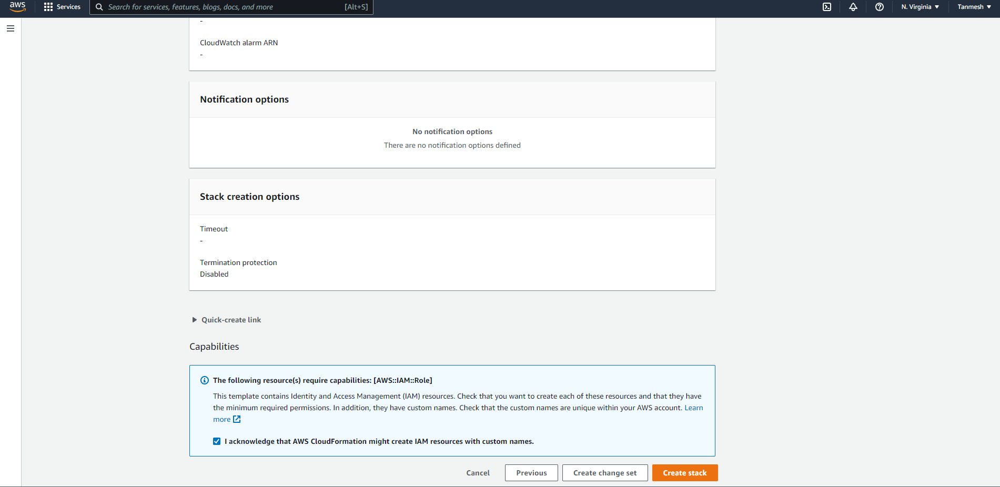 aws
Services
Search for services, features, blogs, docs, and more
[Alt+S]
N. Virginia
Tanmesh
-
CloudWatch alarm ARN
-
Notification options
No notification options
There are no notification options defined
Stack creation options
Timeout
-
Termination protection
Disabled
Quick-create link
Capabilities
The following resource(s) require capabilities: [AWS::IAM::Role]
This template contains Identity and Access Management (IAM) resources. Check that you want to create each of these resources and that they have
the minimum required permissions. In addition, they have custom names. Check that the custom names are unique within your AWS account. Learn
more
I acknowledge that AWS CloudFormation might create IAM resources with custom names.
Cancel
Previous
Create change set
Create stack